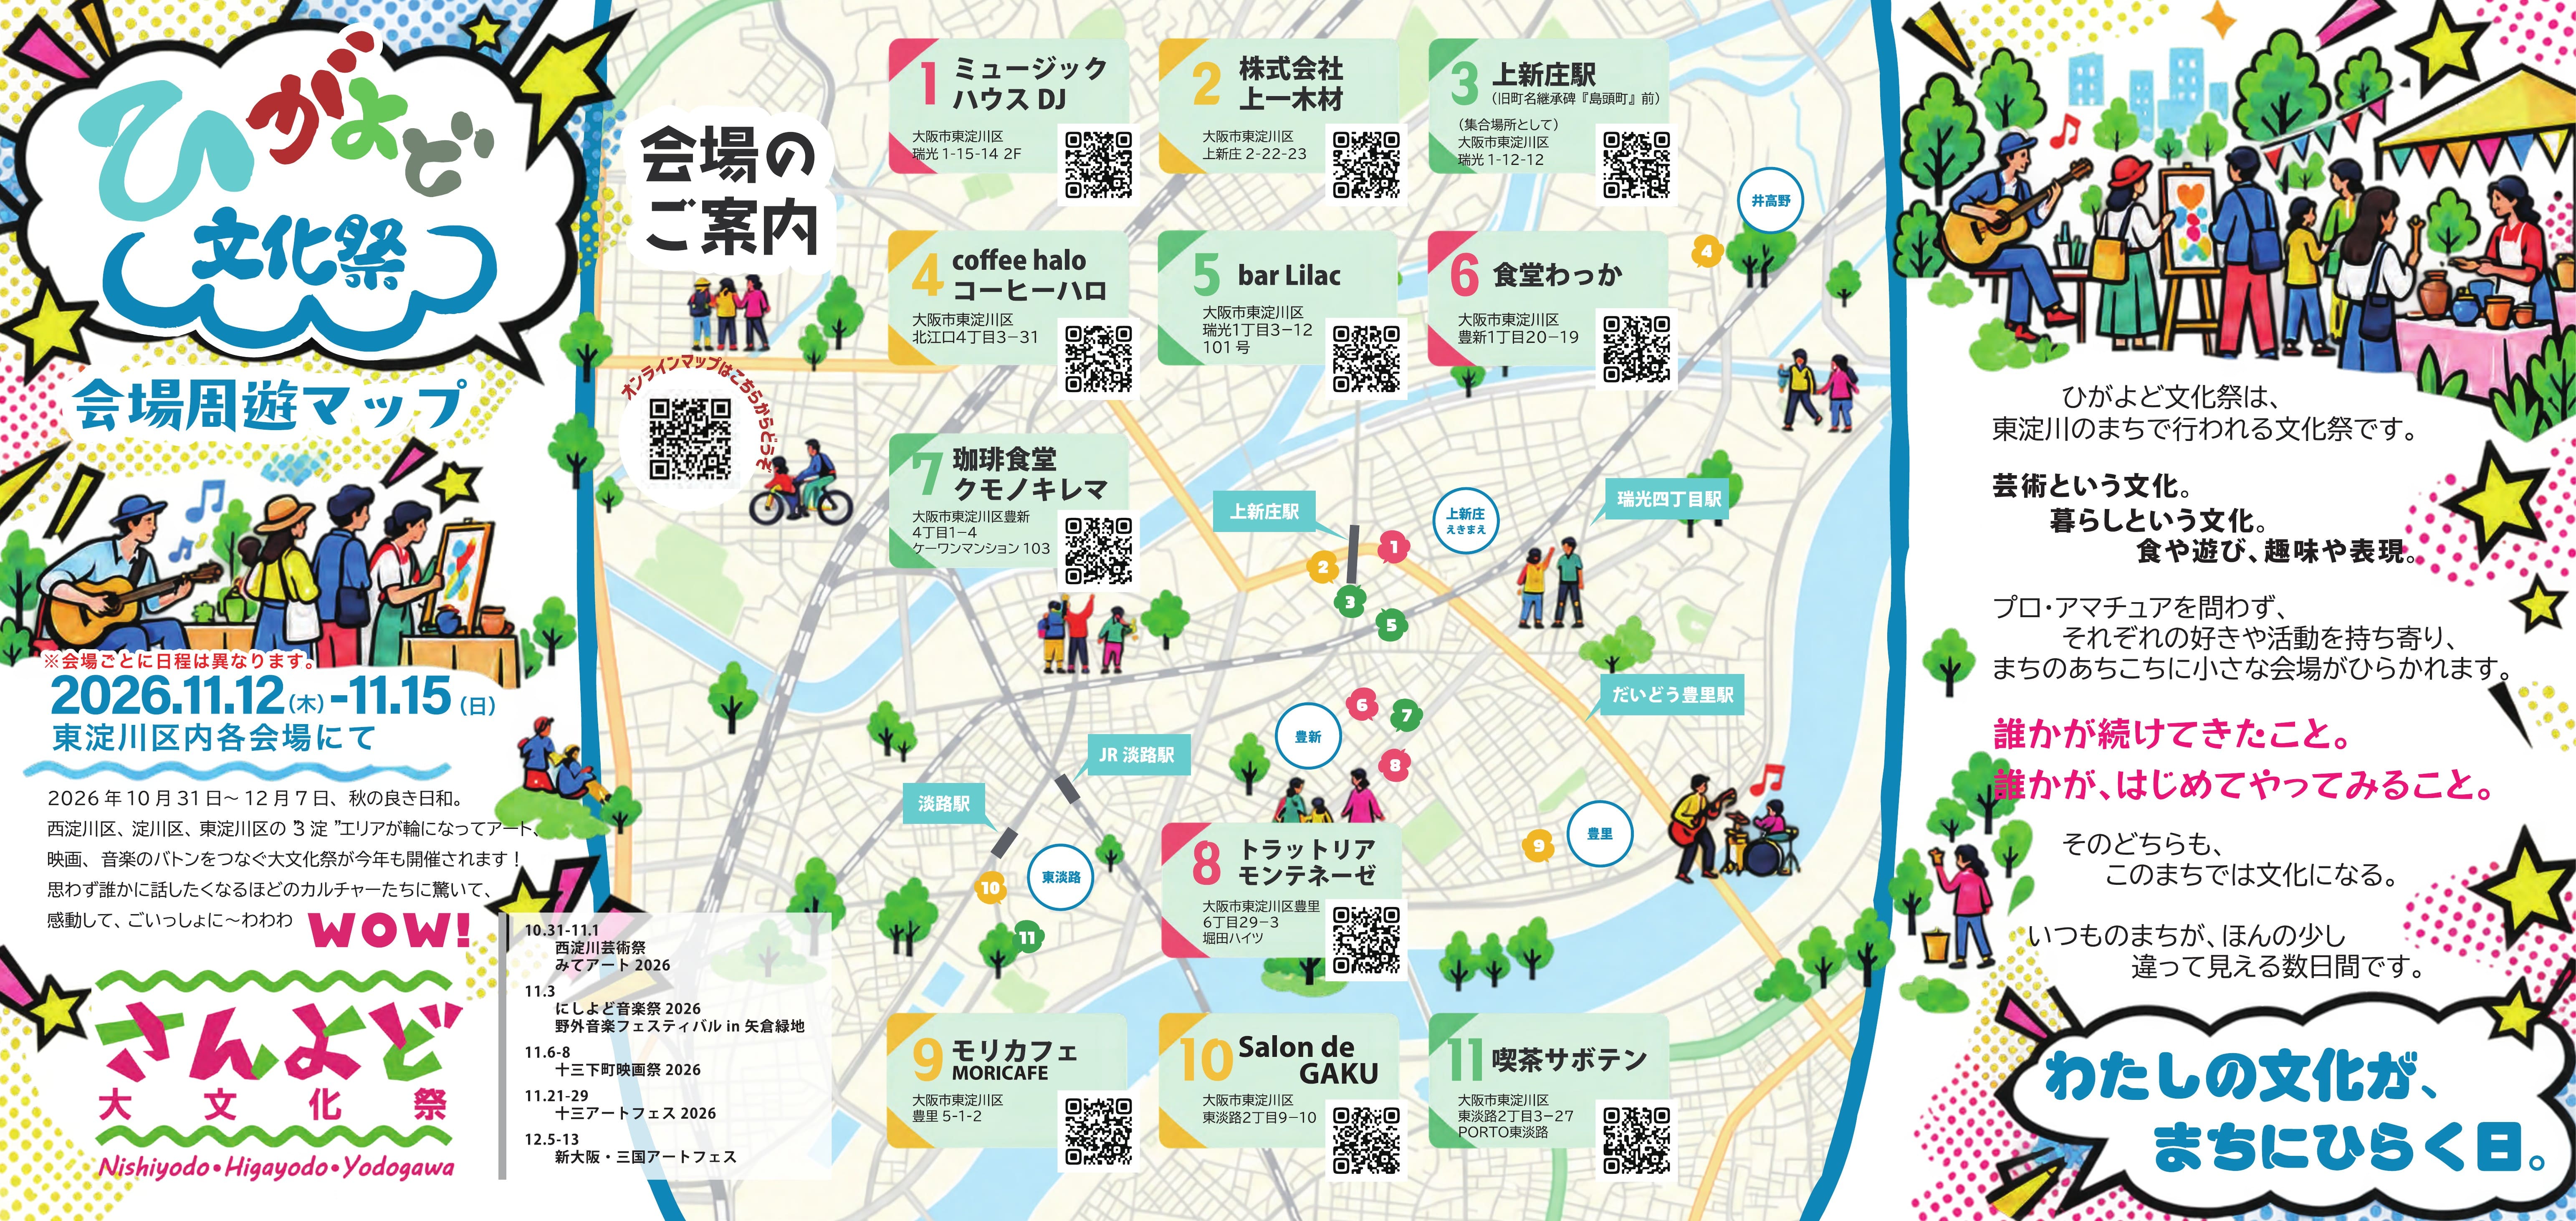 ひがよど
文化祭
会場周遊マップ
※会場ごとに日程は異なります。
2026.11.12(木)-11.15(日)
東淀川区内各会場にて
2026年10月31日〜12月7日、秋の良き日和。
西淀川区、淀川区、東淀川区の"3淀"エリアが輪になってアート、
映画、音楽のバトンをつなぐ大文化祭が今年も開催されます!
思わず誰かに話したくなるほどのカルチャーたちに驚いて、
感動して、ごいっしょに〜わわわ WOW!
さんよど
大文化祭
Nishiyodo・Higayodo・Yodogawa
10.31-11.1
西淀川芸術祭
みてアート 2026
11.3
にしよど音楽祭 2026
野外音楽フェスティバル in 矢倉緑地
11.6-8
十三下町映画祭 2026
11.21-29
十三アートフェス 2026
12.5-13
新大阪・三国アートフェス
会場の
ご案内
オンラインマップはこちらからどうぞ
1 ミュージック
ハウス DJ
大阪市東淀川区
瑞光 1-15-14 2F
2 株式会社
上一木材
大阪市東淀川区
上新庄 2-22-23
3 上新庄駅
(旧町名継承碑『島頭町』前)
(集合場所として)
大阪市東淀川区
瑞光 1-12-12
4 coffee halo
コーヒーハロ
大阪市東淀川区
北江口4丁目3−31
5 bar Lilac
大阪市東淀川区
瑞光1丁目3−12
101 号
6 食堂わっか
大阪市東淀川区
豊新1丁目20−19
7 珈琲食堂
クモノキレマ
大阪市東淀川区豊新
4丁目1−4
ケーワンマンション 103
8 トラットリア
モンテネーゼ
大阪市東淀川区豊里
6丁目29−3
堀田ハイツ
9 モリカフェ
MORICAFE
大阪市東淀川区
豊里 5-1-2
10 Salon de
GAKU
大阪市東淀川区
東淡路2丁目9−10
11 喫茶サボテン
大阪市東淀川区
東淡路2丁目3−27
PORTO東淡路
井高野
4
上新庄駅
上新庄
えきまえ
瑞光四丁目駅
1
2
3
5
だいどう豊里駅
6
7
豊新
8
JR 淡路駅
淡路駅
豊里
9
東淡路
10
11
ひがよど文化祭は、
東淀川のまちで行われる文化祭です。
芸術という文化。
暮らしという文化。
食や遊び、趣味や表現。
プロ・アマチュアを問わず、
それぞれの好きや活動を持ち寄り、
まちのあちこちに小さな会場がひらかれます。
誰かが続けてきたこと。
誰かが、はじめてやってみること。
そのどちらも、
このまちでは文化になる。
いつものまちが、ほんの少し
違って見える数日間です。
わたしの文化が、
まちにひらく日。